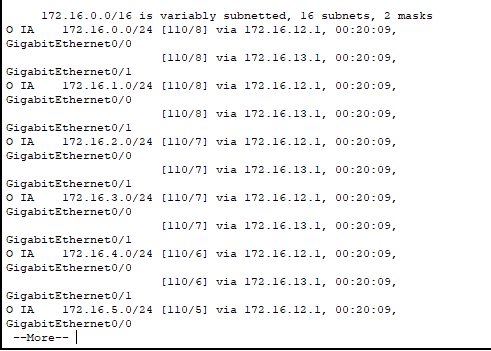 172.16.0.0/16 is variably subnetted, 16 subnets, 2 masks
O IA    172.16.0.0/24 [110/8] via 172.16.12.1, 00:20:09,
GigabitEthernet0/0
                      [110/8] via 172.16.13.1, 00:20:09,
GigabitEthernet0/1
O IA    172.16.1.0/24 [110/8] via 172.16.12.1, 00:20:09,
GigabitEthernet0/0
                      [110/8] via 172.16.13.1, 00:20:09,
GigabitEthernet0/1
O IA    172.16.2.0/24 [110/7] via 172.16.12.1, 00:20:09,
GigabitEthernet0/0
                      [110/7] via 172.16.13.1, 00:20:09,
GigabitEthernet0/1
O IA    172.16.3.0/24 [110/7] via 172.16.12.1, 00:20:09,
GigabitEthernet0/0
                      [110/7] via 172.16.13.1, 00:20:09,
GigabitEthernet0/1
O IA    172.16.4.0/24 [110/6] via 172.16.12.1, 00:20:09,
GigabitEthernet0/0
                      [110/6] via 172.16.13.1, 00:20:09,
GigabitEthernet0/1
O IA    172.16.5.0/24 [110/5] via 172.16.12.1, 00:20:09,
GigabitEthernet0/0
 --More--